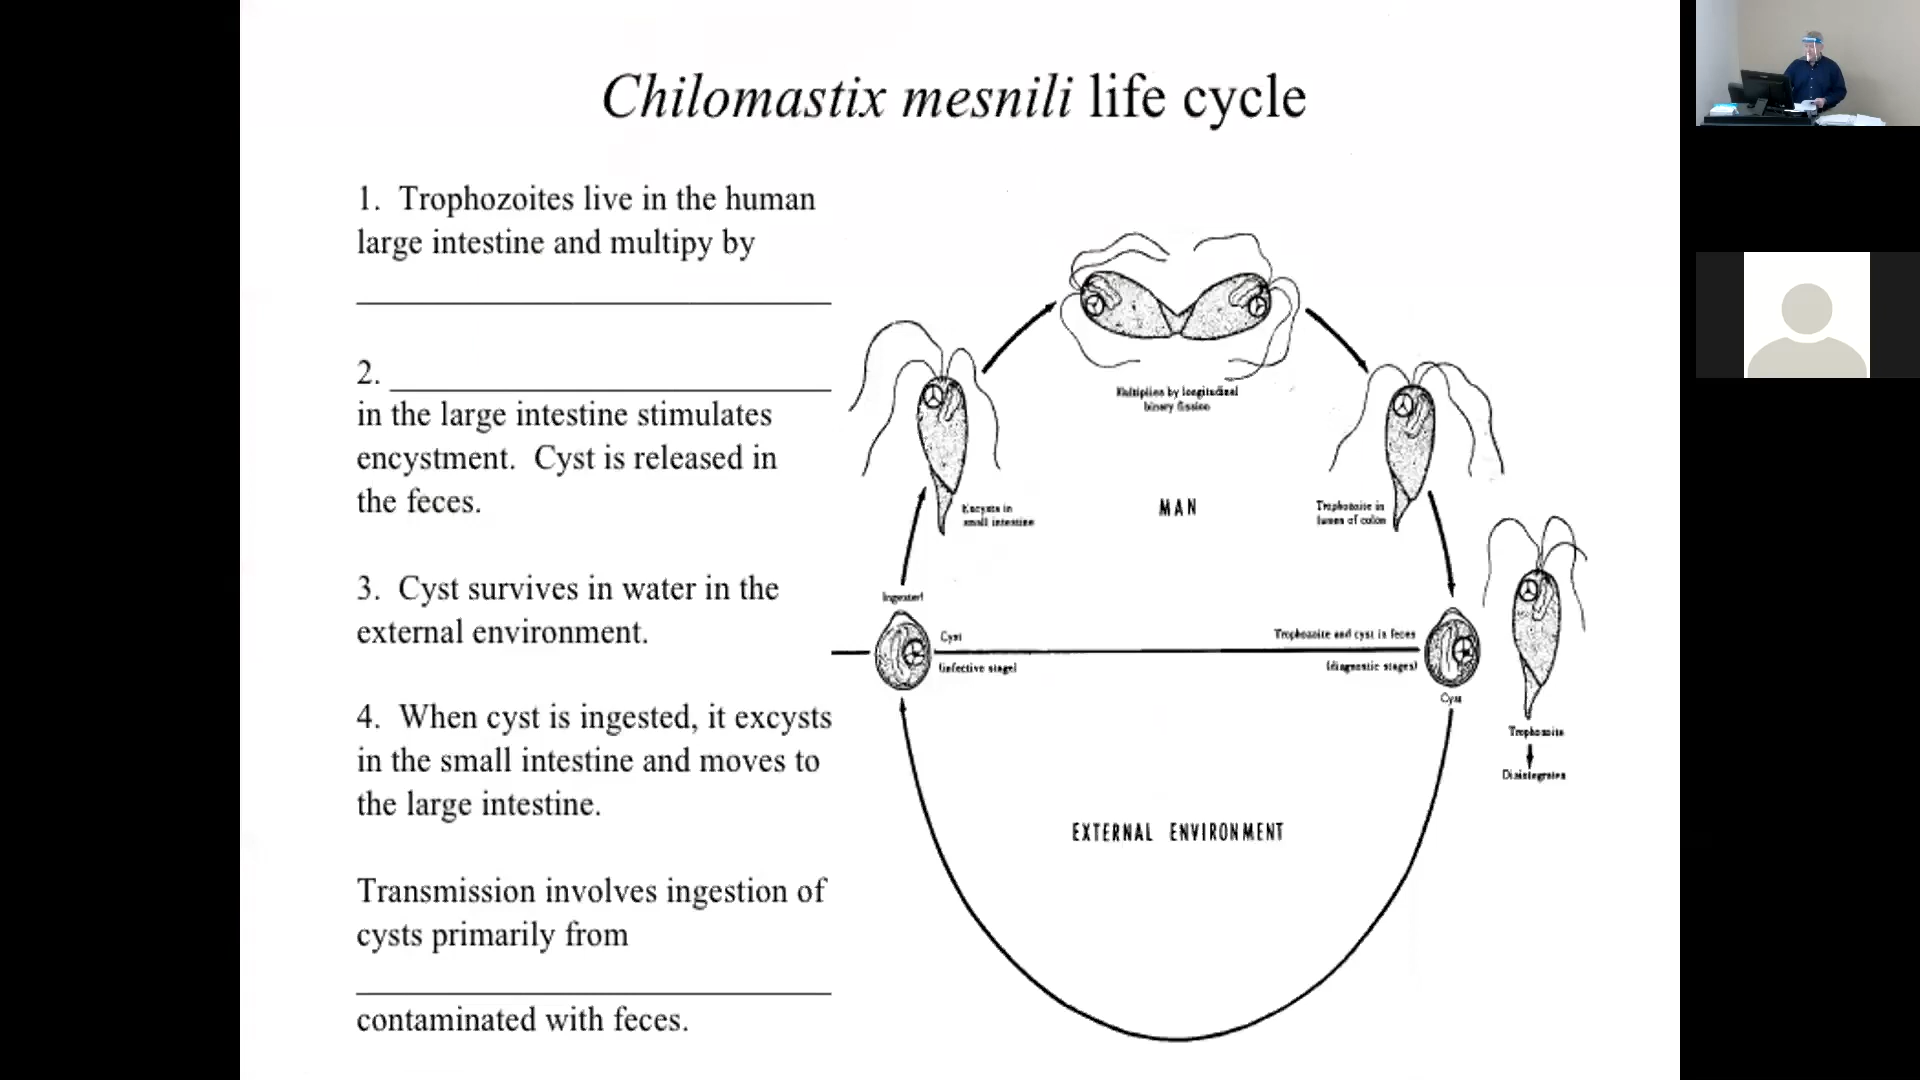 Chilomastix mesnili life cycle
1. Trophozoites live in the human
large intestine and multipy by
2.
in the large intestine stimulates
encystment. Cyst is released in
the feces.
3. Cyst survives in water in the
external environment.
4. When cyst is ingested, it excysts
in the small intestine and moves to
the large intestine.
Transmission involves ingestion of
cysts primarily from
contaminated with feces.
Multiplies by longitudinal
binary fission
Excysts in
small intestine
MAN
Trophozoite in
lumen of colon
Ingested
Cyst
(infective stage)
Trophozoite and cyst in feces
(diagnostic stages)
Cyst
Trophozoite
Disintegrates
EXTERNAL ENVIRONMENT